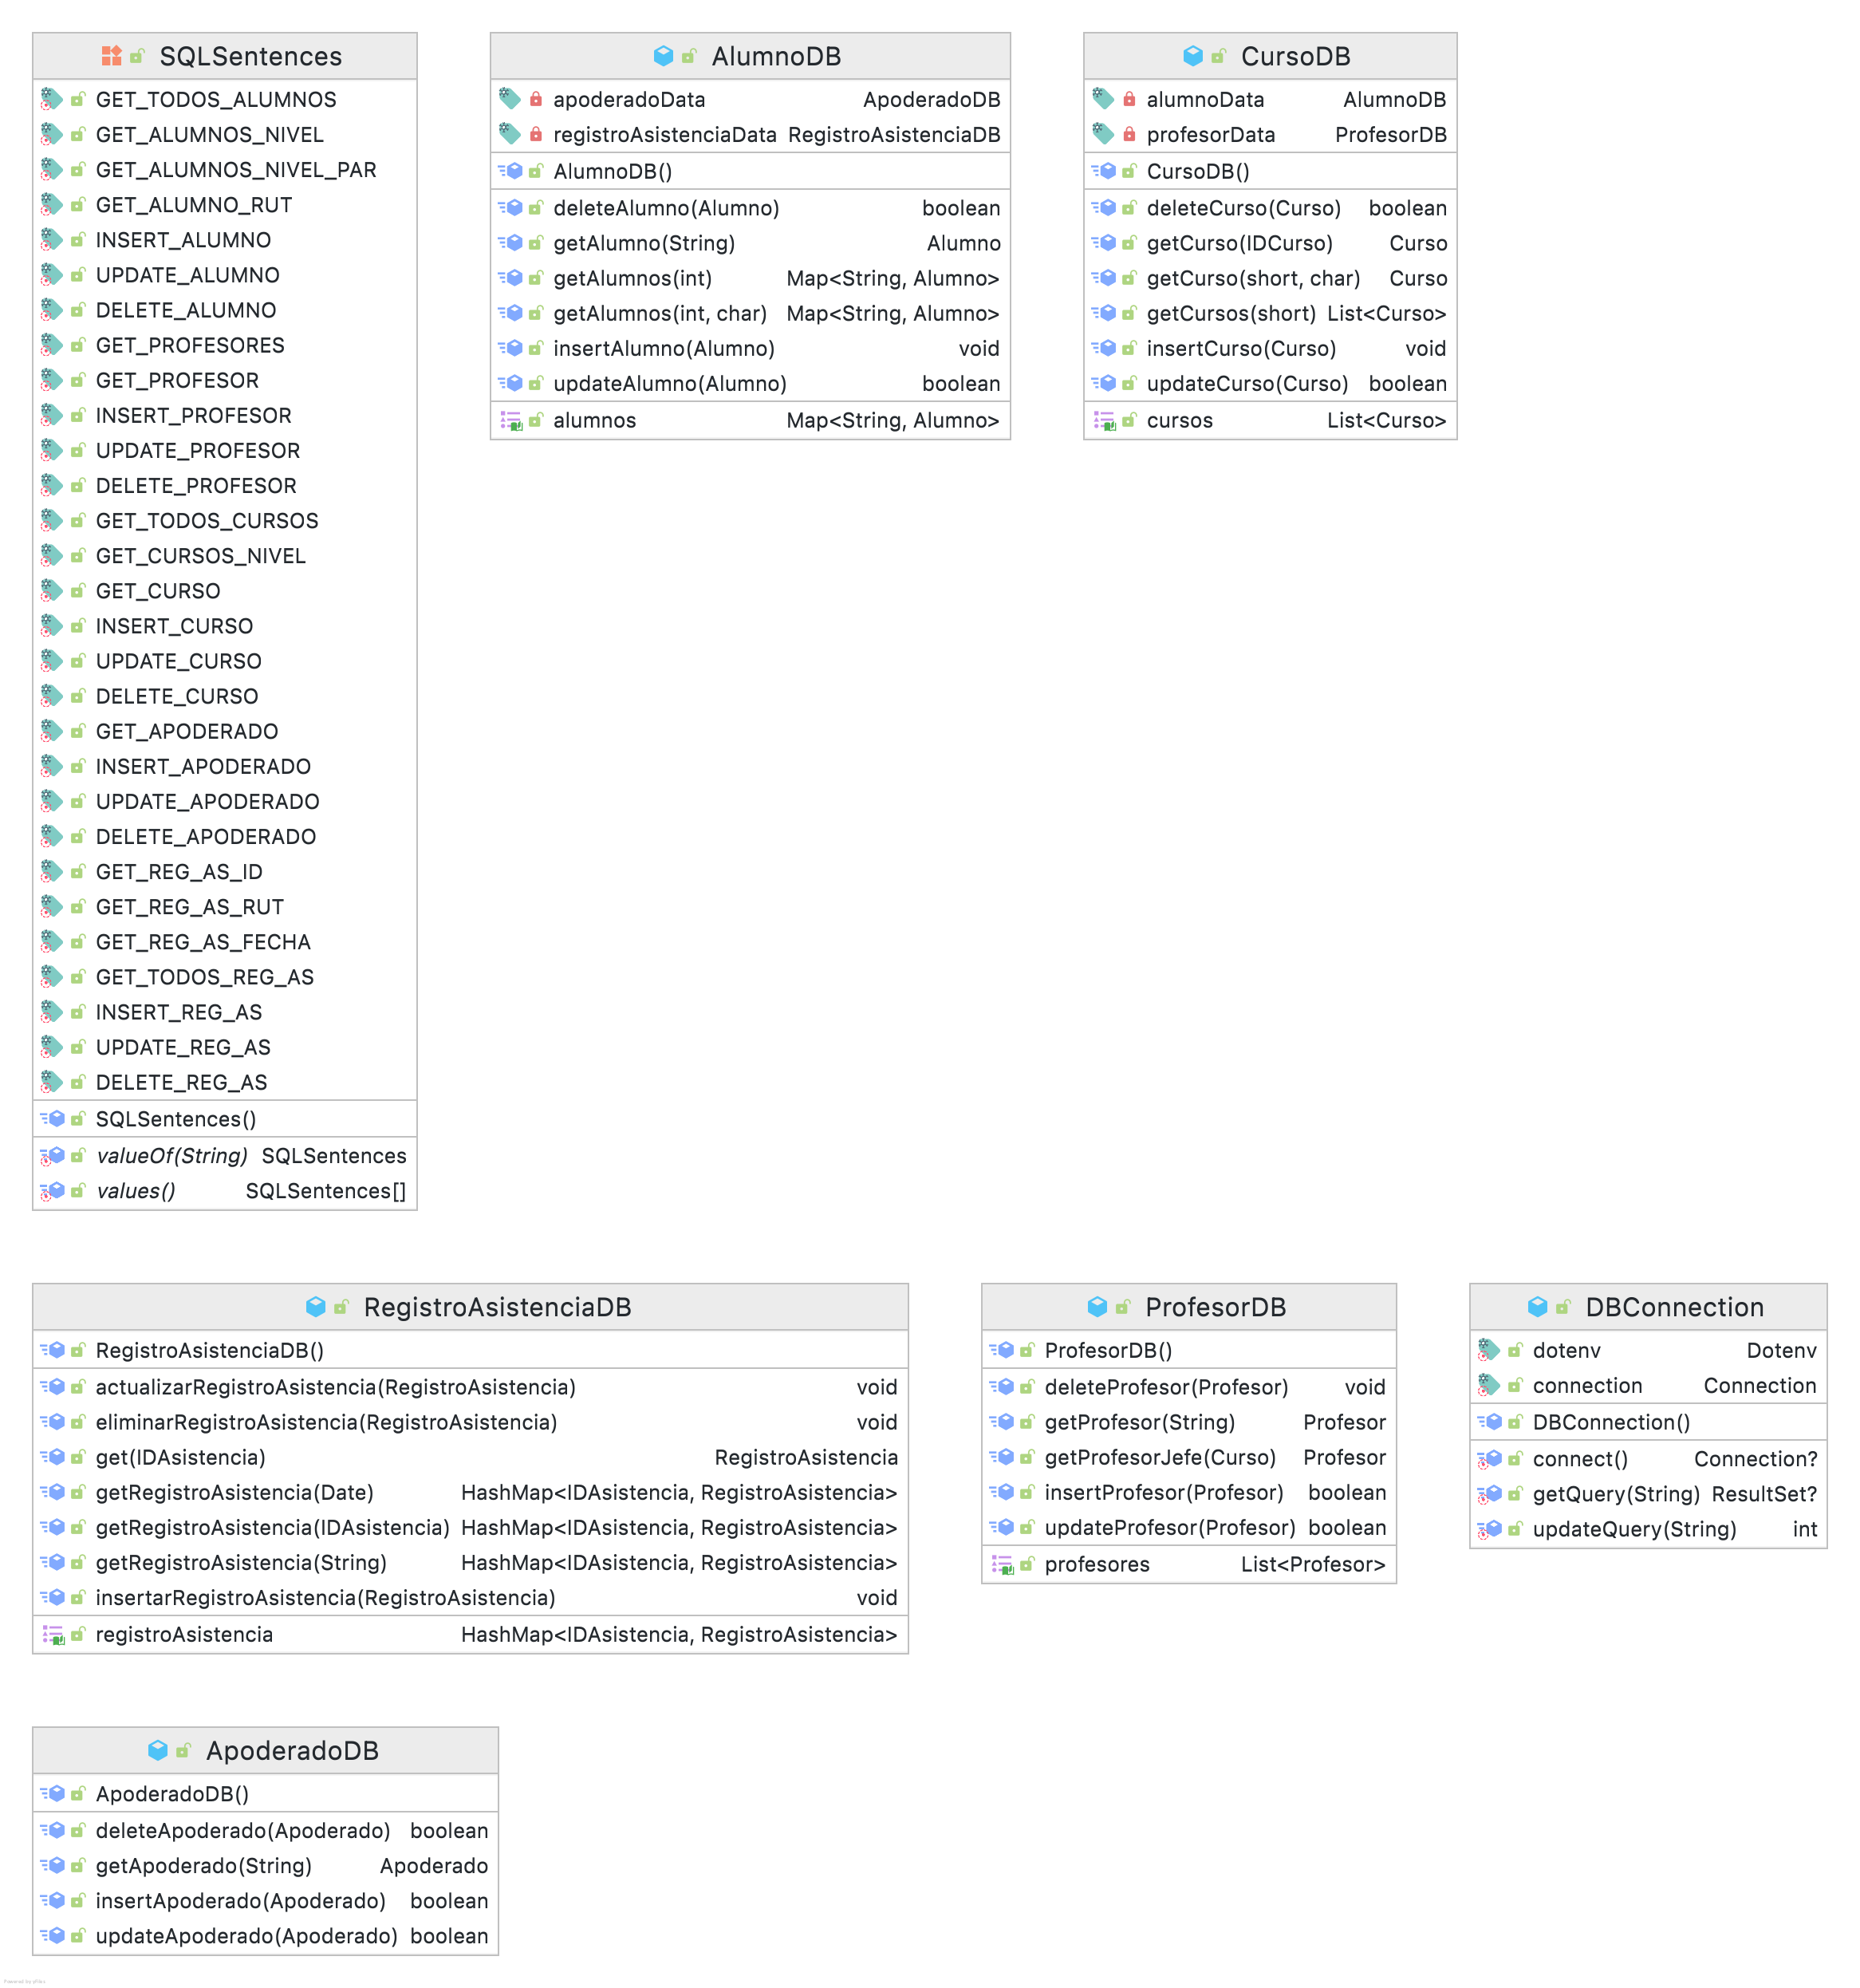 SQLSentences
GET_TODOS_ALUMNOS
GET_ALUMNOS_NIVEL
GET_ALUMNOS_NIVEL_PAR
GET_ALUMNO_RUT
INSERT_ALUMNO
UPDATE_ALUMNO
DELETE_ALUMNO
GET_PROFESORES
GET_PROFESOR
INSERT_PROFESOR
UPDATE_PROFESOR
DELETE_PROFESOR
GET_TODOS_CURSOS
GET_CURSOS_NIVEL
GET_CURSO
INSERT_CURSO
UPDATE_CURSO
DELETE_CURSO
GET_APODERADO
INSERT_APODERADO
UPDATE_APODERADO
DELETE_APODERADO
GET_REG_AS_ID
GET_REG_AS_RUT
GET_REG_AS_FECHA
GET_TODOS_REG_AS
INSERT_REG_AS
UPDATE_REG_AS
DELETE_REG_AS
SQLSentences()
valueOf(String) SQLSentences
values() SQLSentences[]
AlumnoDB
apoderadoData ApoderadoDB
registroAsistenciaData RegistroAsistenciaDB
AlumnoDB()
deleteAlumno(Alumno) boolean
getAlumno(String) Alumno
getAlumnos(int) Map<String, Alumno>
getAlumnos(int, char) Map<String, Alumno>
insertAlumno(Alumno) void
updateAlumno(Alumno) boolean
alumnos Map<String, Alumno>
CursoDB
alumnoData AlumnoDB
profesorData ProfesorDB
CursoDB()
deleteCurso(Curso) boolean
getCurso(IDCurso) Curso
getCurso(short, char) Curso
getCursos(short) List<Curso>
insertCurso(Curso) void
updateCurso(Curso) boolean
cursos List<Curso>
RegistroAsistenciaDB
RegistroAsistenciaDB()
actualizarRegistroAsistencia(RegistroAsistencia) void
eliminarRegistroAsistencia(RegistroAsistencia) void
get(IDAsistencia) RegistroAsistencia
getRegistroAsistencia(Date) HashMap<IDAsistencia, RegistroAsistencia>
getRegistroAsistencia(IDAsistencia) HashMap<IDAsistencia, RegistroAsistencia>
getRegistroAsistencia(String) HashMap<IDAsistencia, RegistroAsistencia>
insertarRegistroAsistencia(RegistroAsistencia) void
registroAsistencia HashMap<IDAsistencia, RegistroAsistencia>
ProfesorDB
ProfesorDB()
deleteProfesor(Profesor) void
getProfesor(String) Profesor
getProfesorJefe(Curso) Profesor
insertProfesor(Profesor) boolean
updateProfesor(Profesor) boolean
profesores List<Profesor>
DBConnection
dotenv Dotenv
connection Connection
DBConnection()
connect() Connection?
getQuery(String) ResultSet?
updateQuery(String) int
ApoderadoDB
ApoderadoDB()
deleteApoderado(Apoderado) boolean
getApoderado(String) Apoderado
insertApoderado(Apoderado) boolean
updateApoderado(Apoderado) boolean
Powered by yFiles